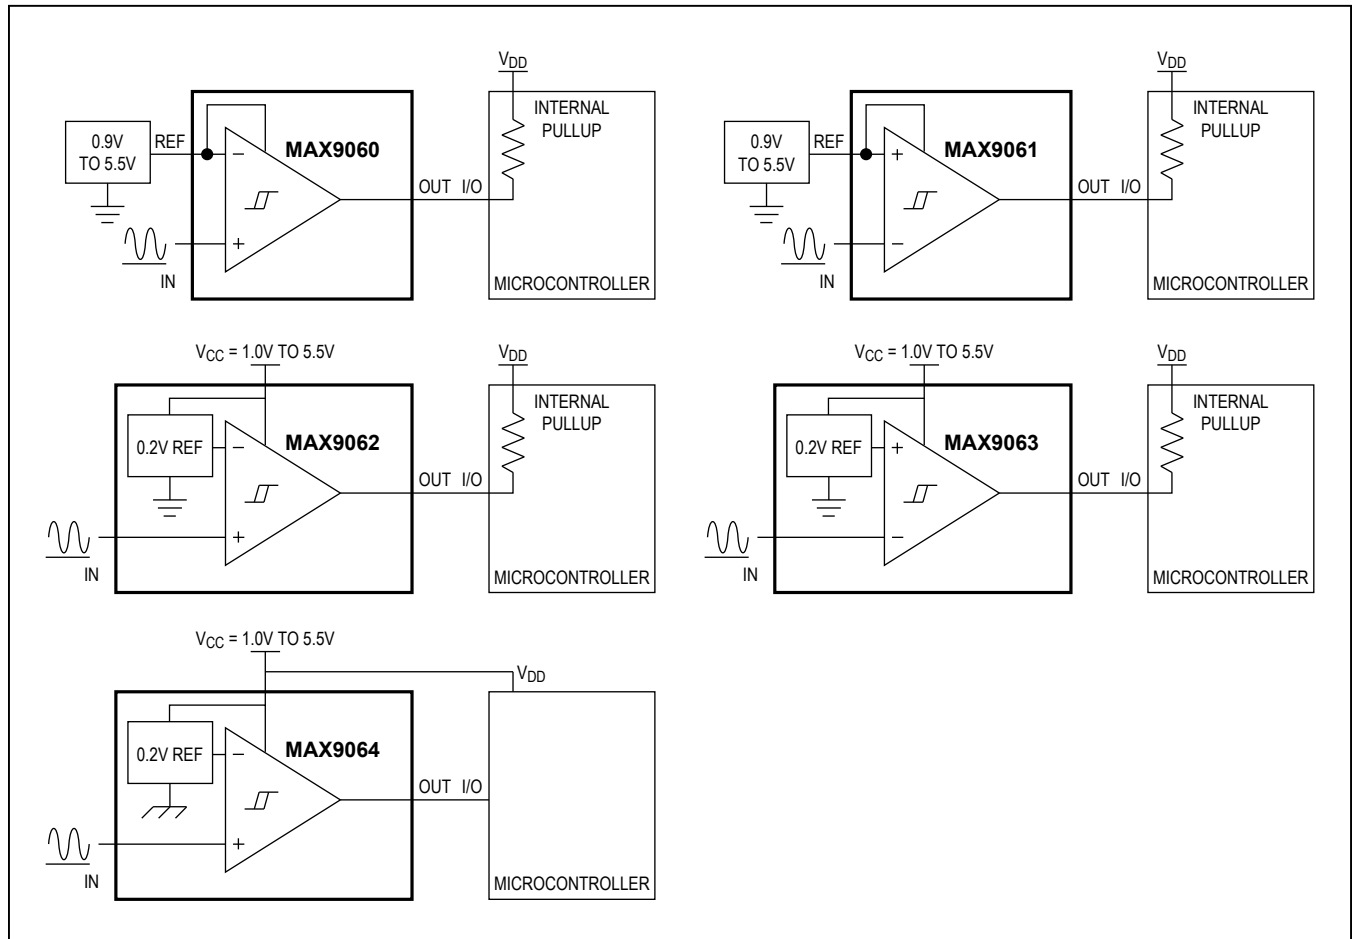 VDD
INTERNAL
PULLUP
0.9V
TO 5.5V
REF
−
MAX9060
OUT I/O
+
IN
MICROCONTROLLER
VDD
INTERNAL
PULLUP
0.9V
TO 5.5V
REF
+
MAX9061
OUT I/O
−
IN
MICROCONTROLLER
VCC = 1.0V TO 5.5V
VDD
INTERNAL
PULLUP
0.2V REF
−
MAX9062
OUT I/O
+
IN
MICROCONTROLLER
VCC = 1.0V TO 5.5V
VDD
INTERNAL
PULLUP
0.2V REF
+
MAX9063
OUT I/O
−
IN
MICROCONTROLLER
VCC = 1.0V TO 5.5V
VDD
0.2V REF
−
MAX9064
OUT I/O
+
IN
MICROCONTROLLER